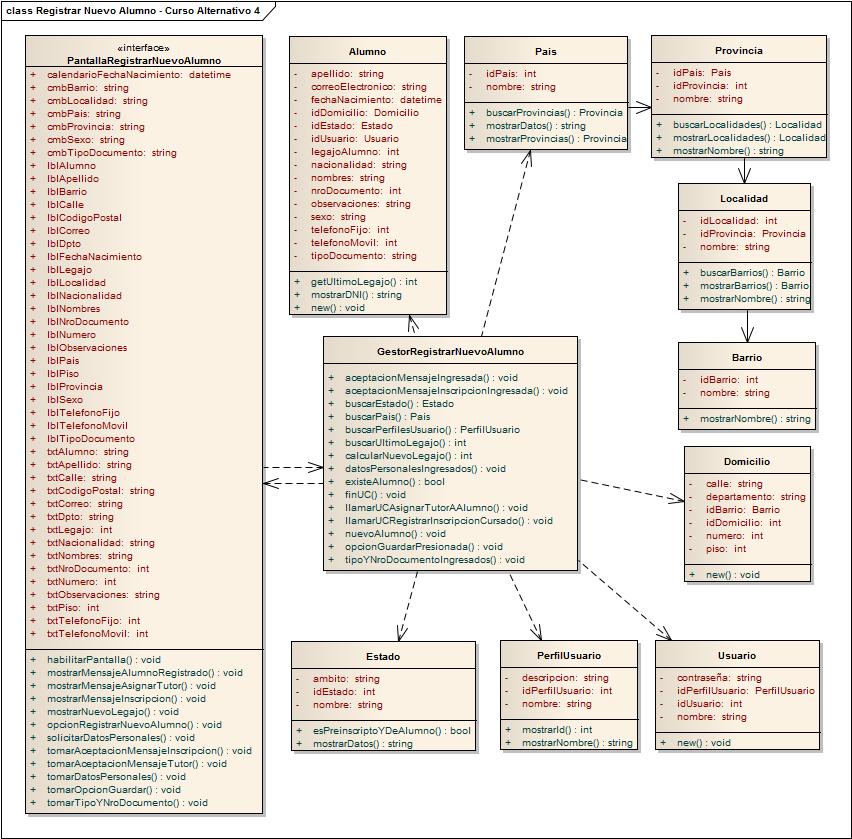 class Registrar Nuevo Alumno - Curso Alternativo 4
«interface»
PantallaRegistrarNuevoAlumno
+ calendarioFechaNacimiento: datetime
+ cmbBarrio: string
+ cmbLocalidad: string
+ cmbPais: string
+ cmbProvincia: string
+ cmbSexo: string
+ cmbTipoDocumento: string
+ lblAlumno
+ lblApellido
+ lblBarrio
+ lblCalle
+ lblCodigoPostal
+ lblCorreo
+ lblDpto
+ lblFechaNacimiento
+ lblLegajo
+ lblLocalidad
+ lblNacionalidad
+ lblNombres
+ lblNroDocumento
+ lblNumero
+ lblObservaciones
+ lblPais
+ lblPiso
+ lblProvincia
+ lblSexo
+ lblTelefonoFijo
+ lblTelefonoMovil
+ lblTipoDocumento
+ txtAlumno: string
+ txtApellido: string
+ txtCalle: string
+ txtCodigoPostal: string
+ txtCorreo: string
+ txtDpto: string
+ txtLegajo: int
+ txtNacionalidad: string
+ txtNombres: string
+ txtNroDocumento: int
+ txtNumero: int
+ txtObservaciones: string
+ txtPiso: int
+ txtTelefonoFijo: int
+ txtTelefonoMovil: int
+ habilitarPantalla() : void
+ mostrarMensajeAlumnoRegistrado() : void
+ mostrarMensajeAsignarTutor() : void
+ mostrarMensajeInscripcion() : void
+ mostrarNuevoLegajo() : void
+ opcionRegistrarNuevoAlumno() : void
+ solicitarDatosPersonales() : void
+ tomarAceptacionMensajeInscripcion() : void
+ tomarAceptacionMensajeTutor() : void
+ tomarDatosPersonales() : void
+ tomarOpcionGuardar() : void
+ tomarTipoYNroDocumento() : void
Alumno
- apellido: string
- correoElectronico: string
- fechaNacimiento: datetime
- idDomicilio: Domicilio
- idEstado: Estado
- idUsuario: Usuario
- legajoAlumno: int
- nacionalidad: string
- nombres: string
- nroDocumento: int
- observaciones: string
- sexo: string
- telefonoFijo: int
- telefonoMovil: int
- tipoDocumento: string
+ getUltimoLegajo() : int
+ mostrarDNI() : string
+ new() : void
Pais
- idPais: int
- nombre: string
+ buscarProvincias() : Provincia
+ mostrarDatos() : string
+ mostrarProvincias() : Provincia
Provincia
- idPais: Pais
- idProvincia: int
- nombre: string
+ buscarLocalidades() : Localidad
+ mostrarLocalidades() : Localidad
+ mostrarNombre() : string
Localidad
- idLocalidad: int
- idProvincia: Provincia
- nombre: string
+ buscarBarrios() : Barrio
+ mostrarBarrios() : Barrio
+ mostrarNombre() : string
GestorRegistrarNuevoAlumno
+ aceptacionMensajeIngresada() : void
+ aceptacionMensajeInscripcionIngresada() : void
+ buscarEstado() : Estado
+ buscarPais() : Pais
+ buscarPerfilesUsuario() : PerfilUsuario
+ buscarUltimoLegajo() : int
+ calcularNuevoLegajo() : int
+ datosPersonalesIngresados() : void
+ existeAlumno() : bool
+ finUC() : void
+ llamarUCAsignarTutorAAlumno() : void
+ llamarUCRegistrarInscripcionCursado() : void
+ nuevoAlumno() : void
+ opcionGuardarPresionada() : void
+ tipoYNroDocumentoIngresados() : void
Barrio
- idBarrio: int
- nombre: string
+ mostrarNombre() : string
Domicilio
- calle: string
- departamento: string
- idBarrio: Barrio
- idDomicilio: int
- numero: int
- piso: int
+ new() : void
Estado
- ambito: string
- idEstado: int
- nombre: string
+ esPreinscriptoYDeAlumno() : bool
+ mostrarDatos() : string
PerfilUsuario
- descripcion: string
- idPerfilUsuario: int
- nombre: string
+ mostrarId() : int
+ mostrarNombre() : string
Usuario
- contraseña: string
- idPerfilUsuario: PerfilUsuario
- idUsuario: int
- nombre: string
+ new() : void